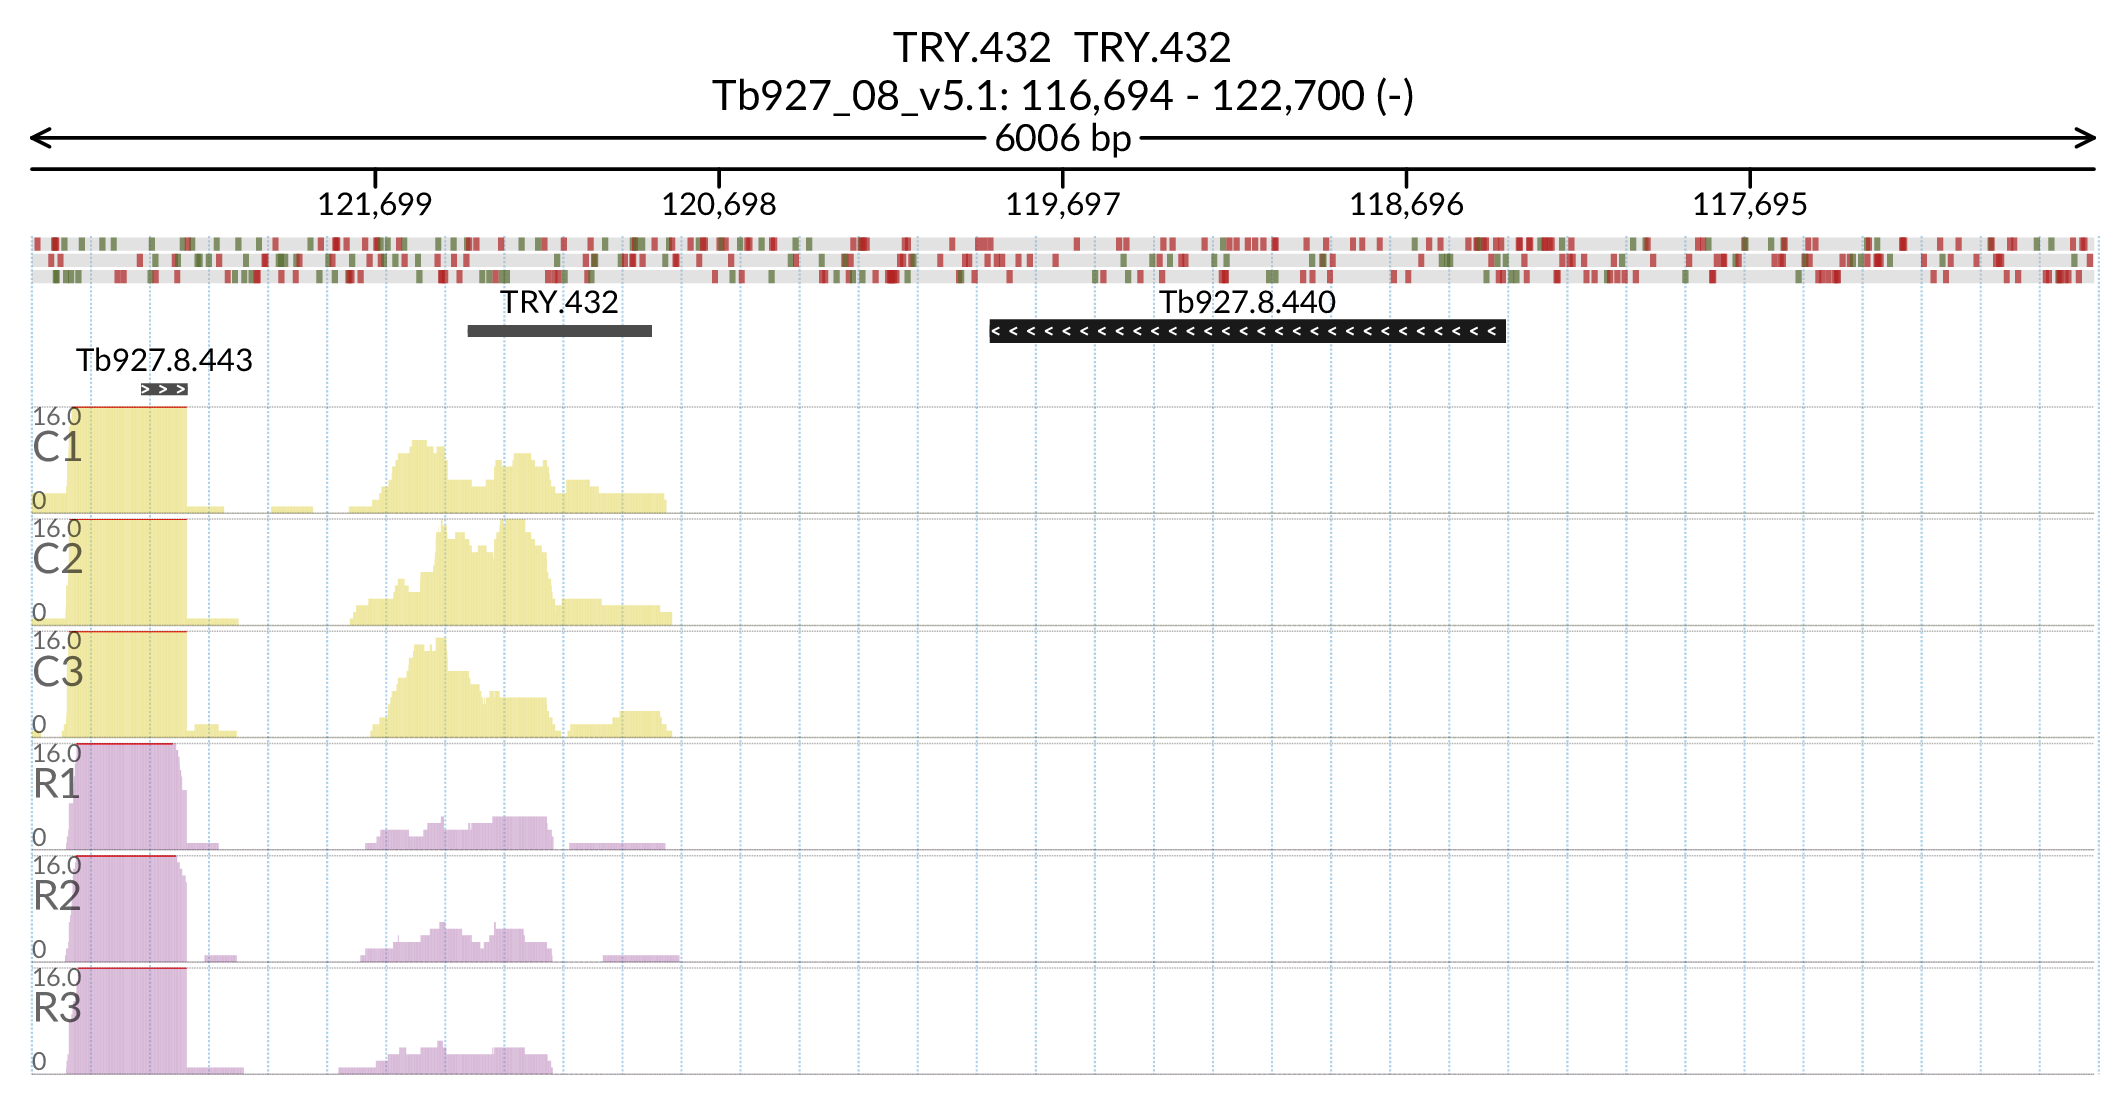 TRY.432 TRY.432
Tb927_08_v5.1: 116,694 - 122,700 (-)
6006 bp
121,699 120,698 119,697 118,696 117,695
TRY.432 Tb927.8.440
Tb927.8.443
16.0
C1
0
16.0
C2
0
16.0
C3
0
16.0
R1
0
16.0
R2
0
16.0
R3
0